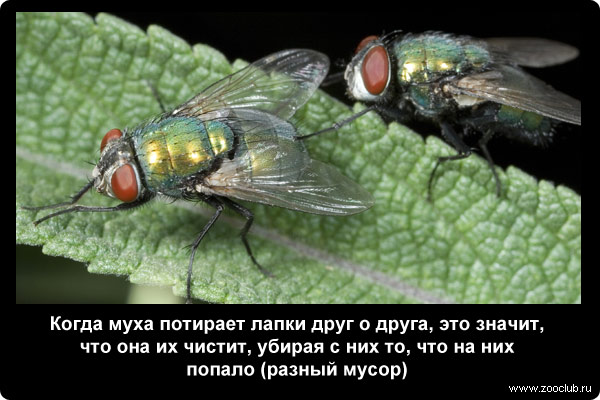 Когда муха потирает лапки друг о друга, это значит,
что она их чистит, убирая с них то, что на них
попало (разный мусор)
www.zooclub.ru